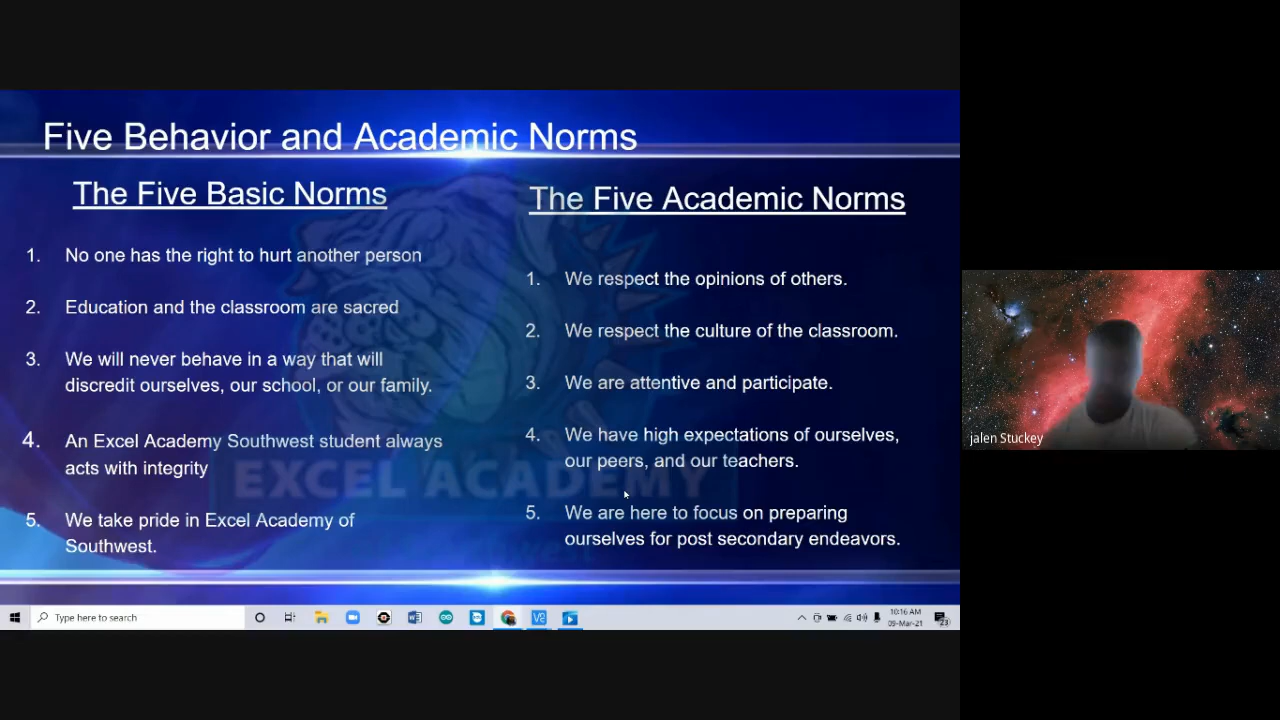 Five Behavior and Academic Norms
The Five Basic Norms
1. No one has the right to hurt another person
2. Education and the classroom are sacred
3. We will never behave in a way that will
discredit ourselves, our school, or our family.
4. An Excel Academy Southwest student always
acts with integrity
5. We take pride in Excel Academy of
Southwest.
The Five Academic Norms
1. We respect the opinions of others.
2. We respect the culture of the classroom.
3. We are attentive and participate.
4. We have high expectations of ourselves,
our peers, and our teachers.
5. We are here to focus on preparing
ourselves for post secondary endeavors.
EXCEL ACADEMY
jalen Stuckey
Type here to search
10:16 AM
09-Mar-21
23